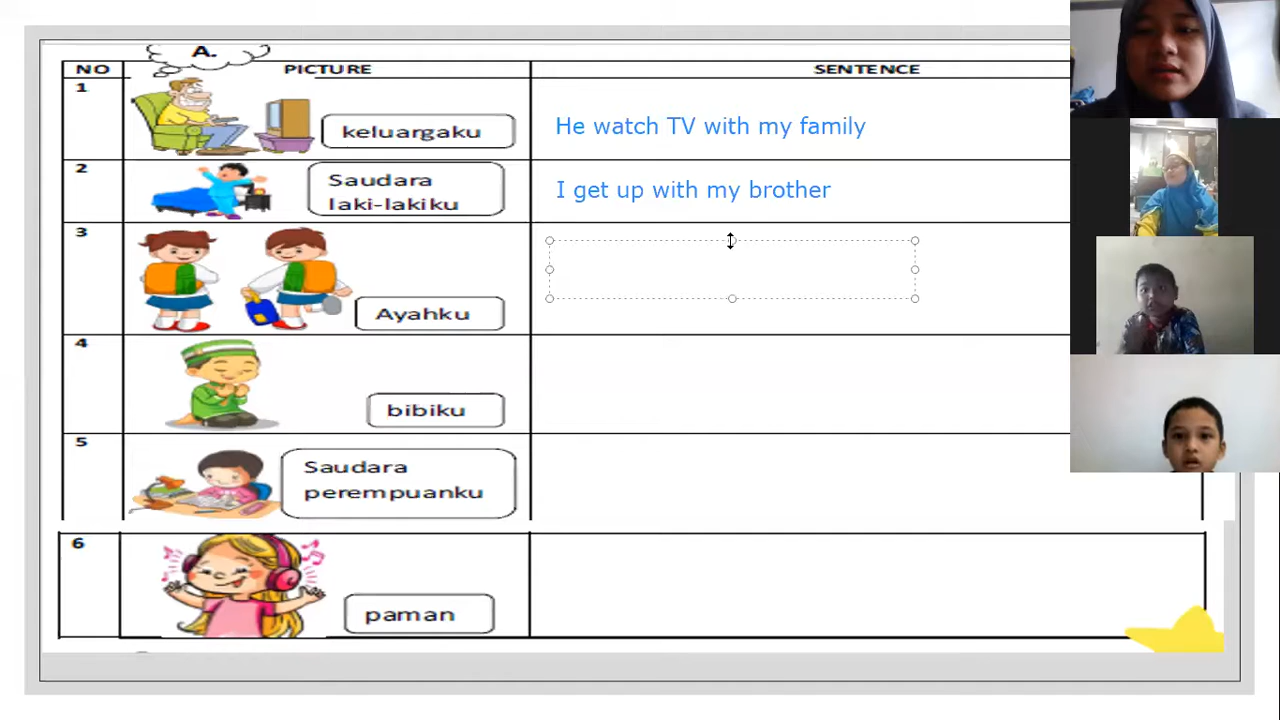 A.
NO PICTURE SENTENCE
1
keluargaku
He watch TV with my family
2
Saudara
laki-lakiku
I get up with my brother
3
Ayahku
4
bibiku
5
Saudara
perempuanku
6
paman